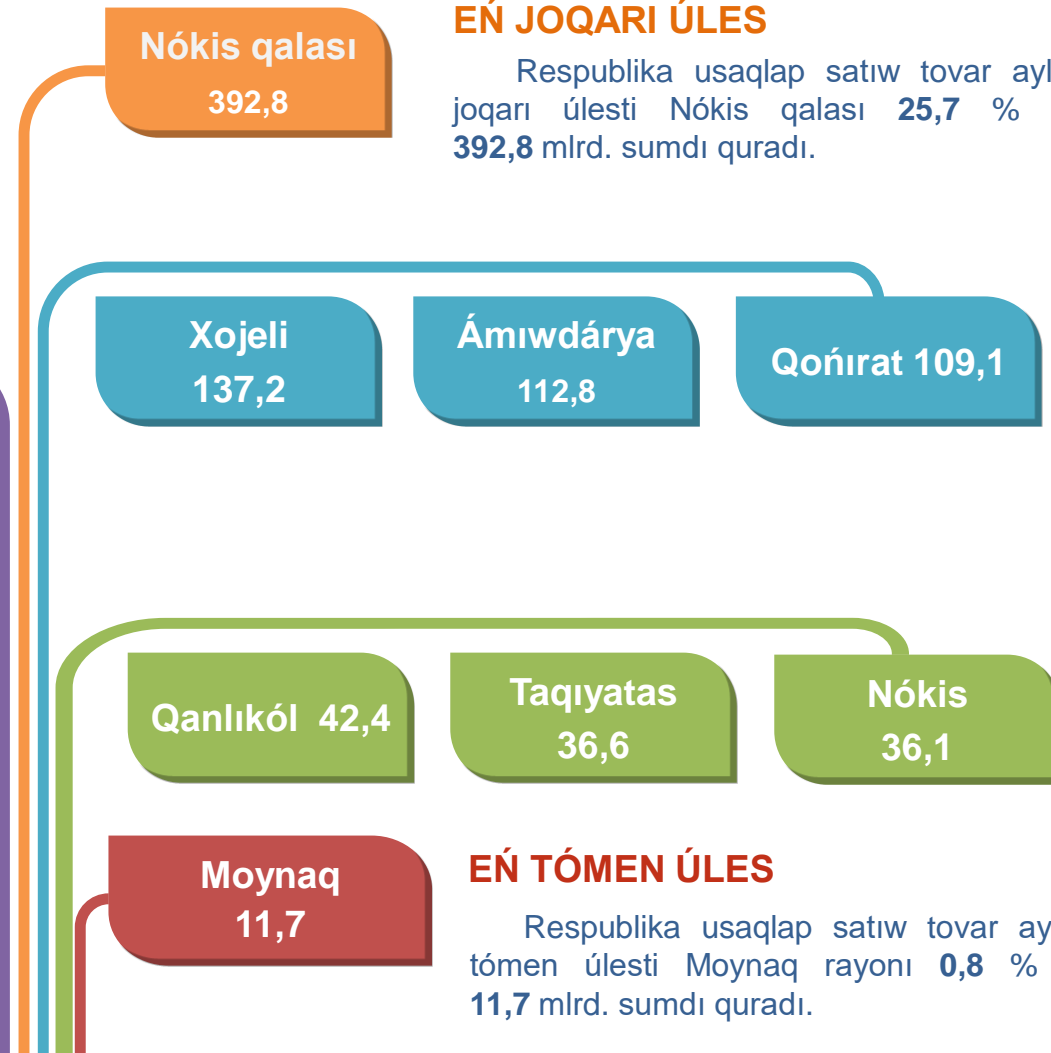 EŃ JOQARI ÚLES
Nókis qalası
392,8
Respublika usaqlap satıw tovar ayl
joqarı úlesti Nókis qalası 25,7 %
392,8 mlrd. sumdı quradı.
Xojeli
137,2
Ámıwdárya
112,8
Qońırat 109,1
Qanlıkól 42,4
Taqıyatas
36,6
Nókis
36,1
Moynaq
11,7
EŃ TÓMEN ÚLES
Respublika usaqlap satıw tovar ay
tómen úlesti Moynaq rayonı 0,8 %
11,7 mlrd. sumdı quradı.